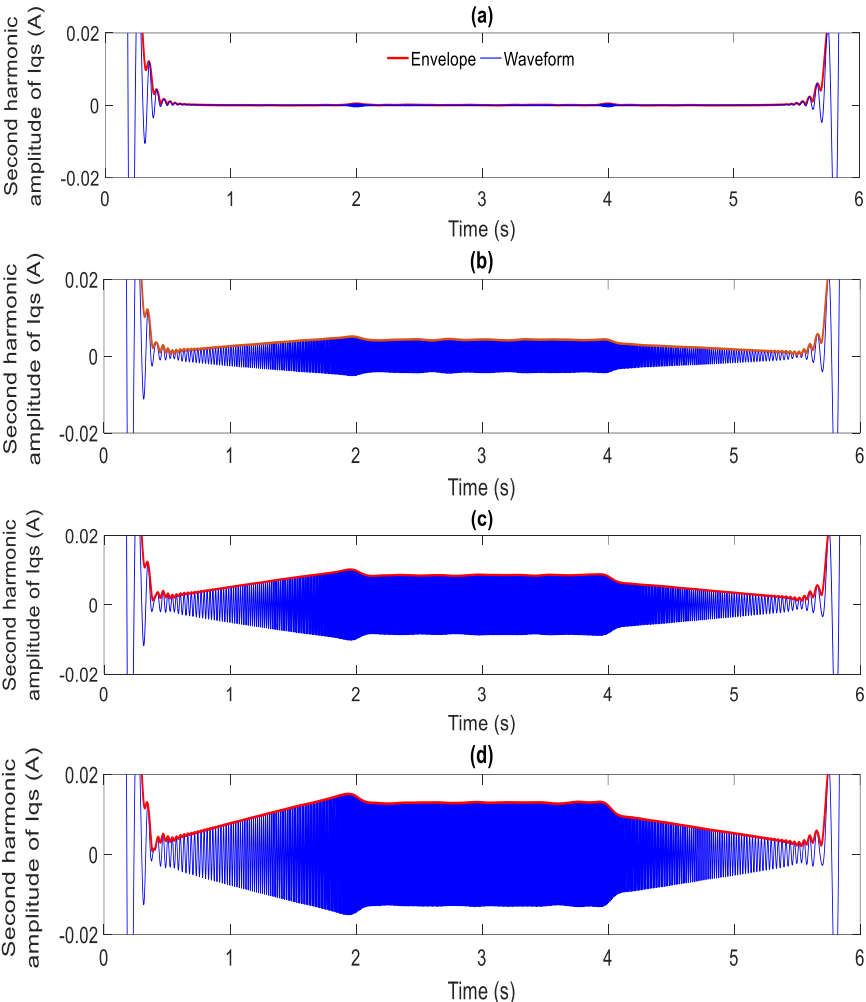 (a)
Second harmonic
amplitude of Iqs (A)
0.02
0
-0.02
Envelope Waveform
0 1 2 3 4 5 6
Time (s)
(b)
Second harmonic
amplitude of Iqs (A)
0.02
0
-0.02
0 1 2 3 4 5 6
Time (s)
(c)
Second harmonic
amplitude of Iqs (A)
0.02
0
-0.02
0 1 2 3 4 5 6
Time (s)
(d)
Second harmonic
amplitude of Iqs (A)
0.02
0
-0.02
0 1 2 3 4 5 6
Time (s)